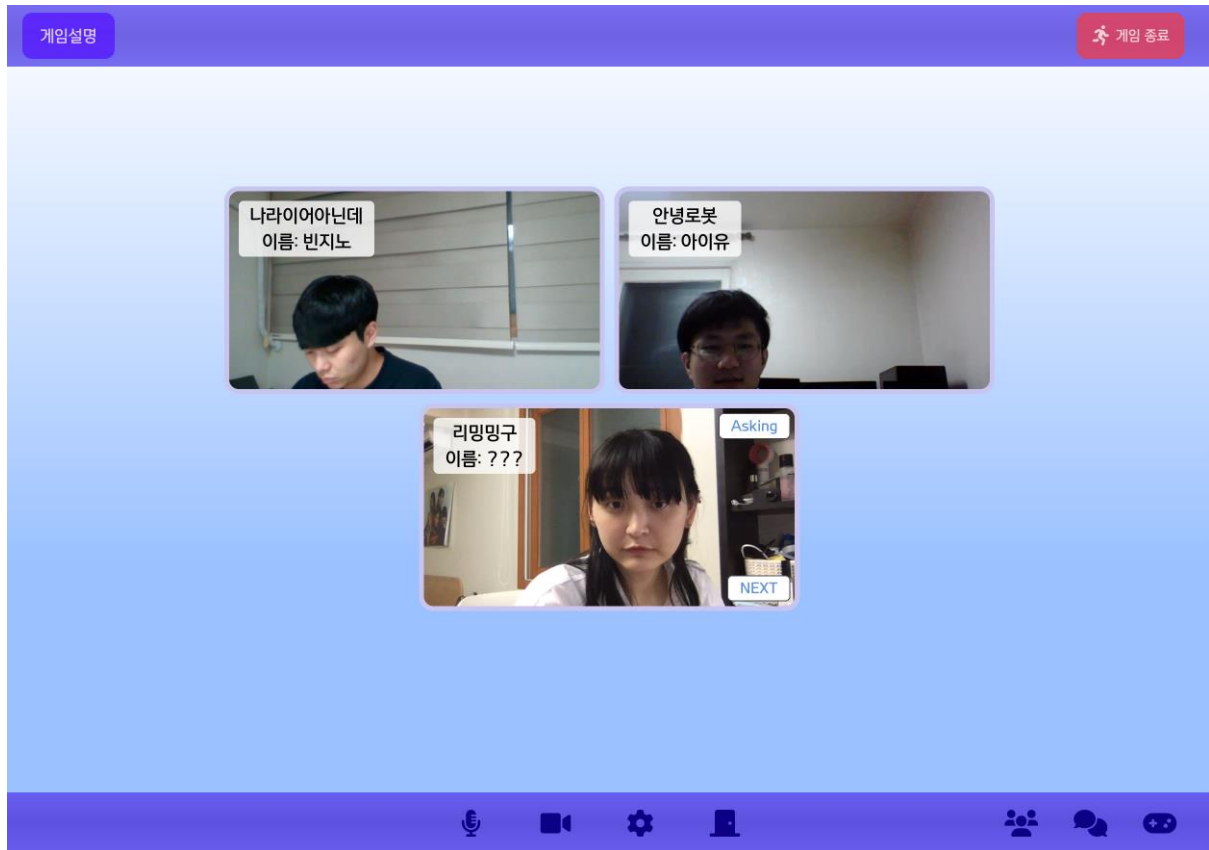 게임설명
게임 종료
나라이어아닌데
이름: 빈지노
안녕로봇
이름: 아이유
리밍밍구
이름: ???
Asking
NEXT